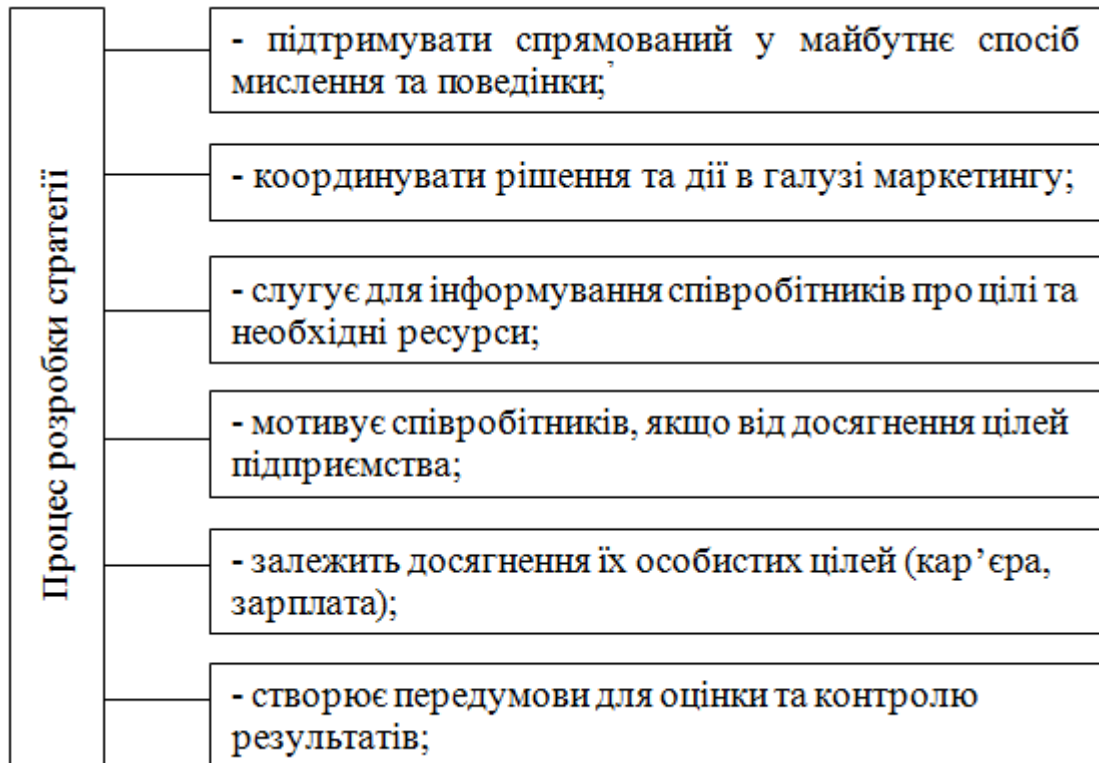 Процес розробки стратегії
- підтримувати спрямований у майбутнє спосіб
мислення та поведінки;
- координувати рішення та дії в галузі маркетингу;
- слугує для інформування співробітників про цілі та
необхідні ресурси;
- мотивує співробітників, якщо від досягнення цілей
підприємства;
- залежить досягнення їх особистих цілей (кар’єра,
зарплата);
- створює передумови для оцінки та контролю
результатів;